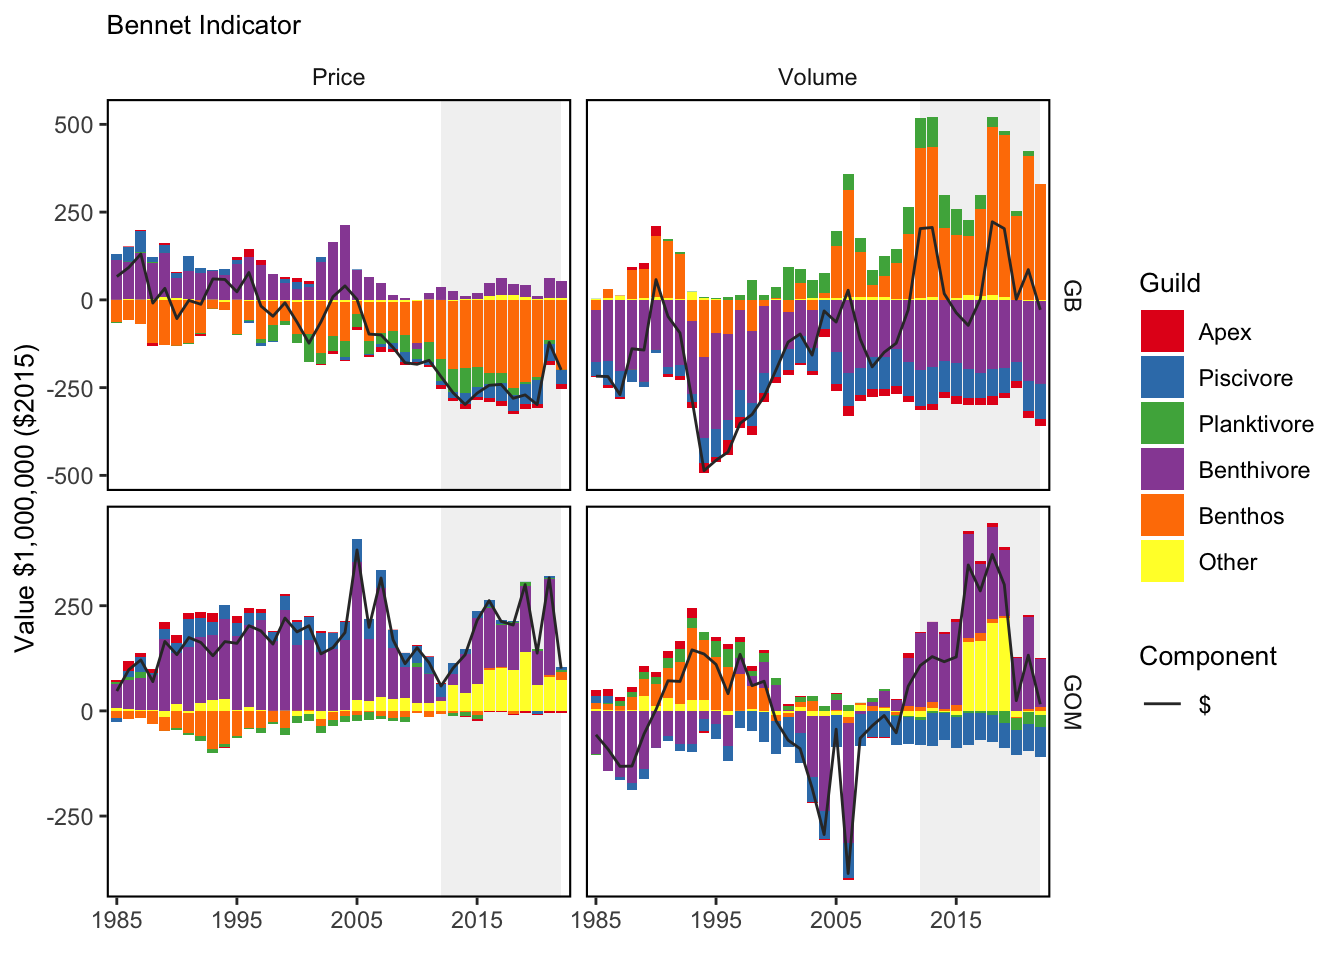 Bennet Indicator
Price
Volume
Value $1,000,000 ($2015)
500
250
0
-250
-500
GB
250
0
-250
GOM
1985
1995
2005
2015
1985
1995
2005
2015
Guild
Apex
Piscivore
Planktivore
Benthivore
Benthos
Other
Component
$